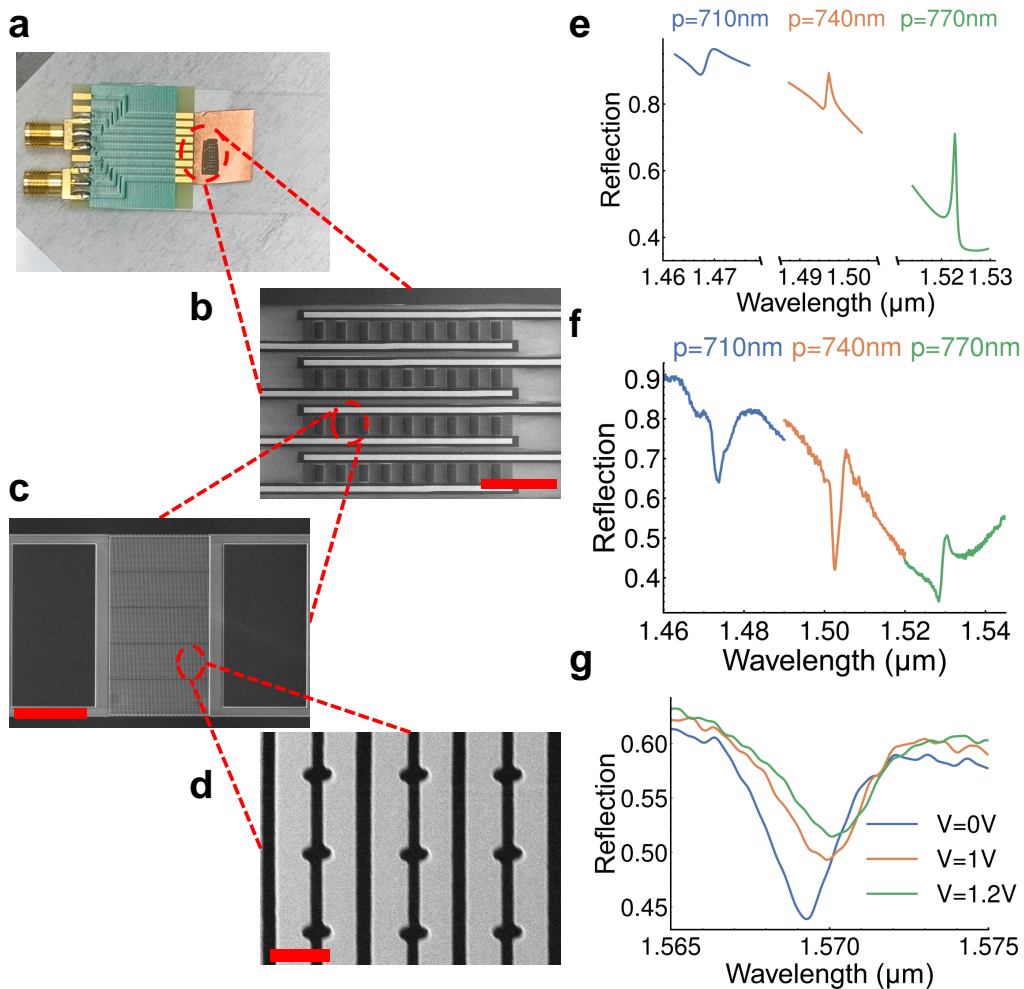 a
b
c
d
e
p=710nm p=740nm p=770nm
Reflection
0.8
0.6
0.4
1.46 1.47 1.49 1.50 1.52 1.53
Wavelength (μm)
f
p=710nm p=740nm p=770nm
Reflection
0.9
0.8
0.7
0.6
0.5
0.4
1.46 1.48 1.50 1.52 1.54
Wavelength (μm)
g
Reflection
0.60
0.55
0.50
0.45
V=0V
V=1V
V=1.2V
1.565 1.570 1.575
Wavelength (μm)